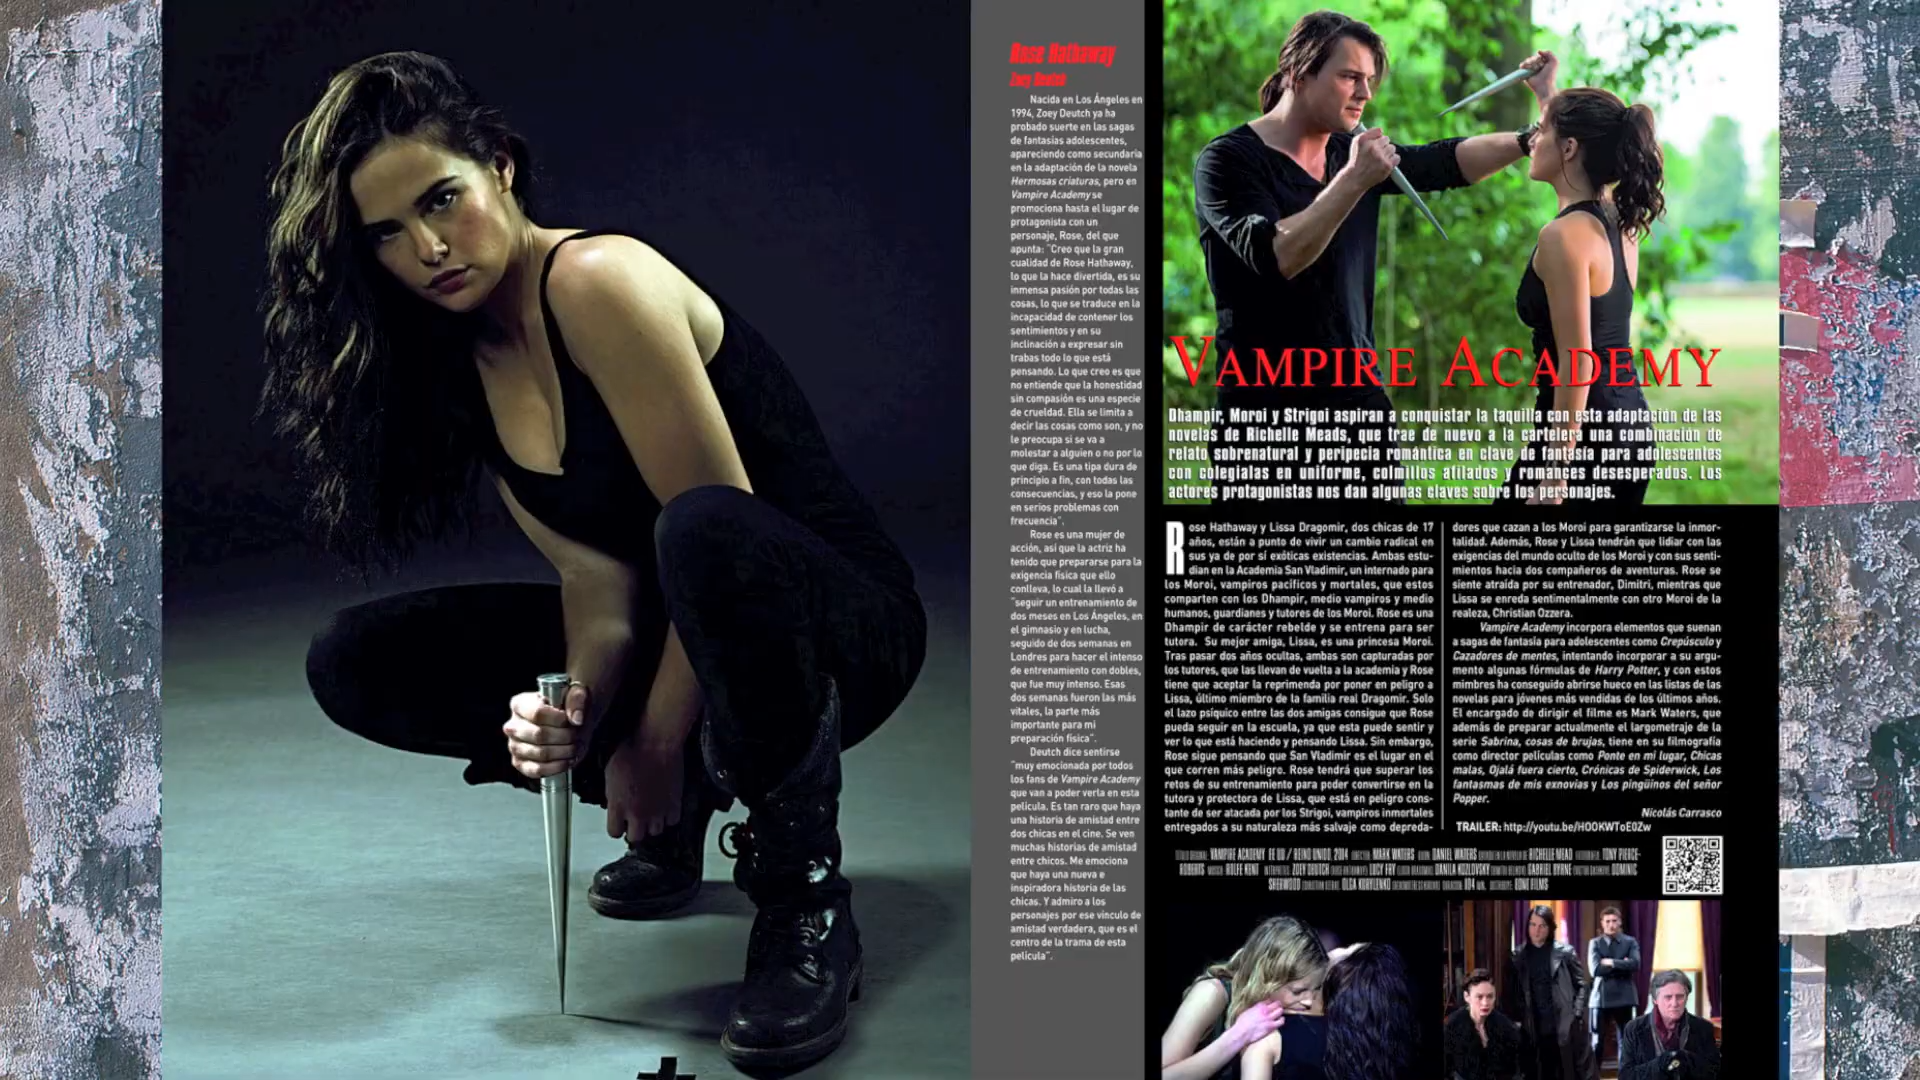 Rose Hathaway
Zoey Deutch
Nacida en Los Ángeles en
1994, Zoey Deutch ya ha
probado suerte en las sagas
de fantasías adolescentes,
apareciendo como secundaria
en la adaptación de la novela
Hermosas criaturas, pero en
Vampire Academy se
promociona hasta el lugar de
protagonista con un
personaje, Rose, del que
apunta: "Creo que la gran
cualidad de Rose Hathaway,
lo que la hace divertida, es su
inmensa pasión por todas las
cosas, lo que se traduce en la
incapacidad de contener los
sentimientos y en su
inclinación a expresar sin
trabas todo lo que está
pensando. Lo que creo es que
no entiende que la honestidad
sin compasión es una especie
de crueldad. Ella se limita a
decir las cosas como son, y no
le preocupa si se va a
molestar a alguien o no por lo
que diga. Es una tipa dura de
principio a fin, con todas las
consecuencias, y eso la pone
en serios problemas con
frecuencia".
Rose es una mujer de
acción, así que la actriz ha
tenido que prepararse para la
exigencia física que ello
conlleva, lo cual la llevó a
"seguir un entrenamiento de
dos meses en Los Ángeles, en
el gimnasio y en lucha,
seguido de dos semanas en
Londres para hacer el intenso
de entrenamiento con dobles,
que fue muy intenso. Esas
dos semanas fueron las más
vitales, la parte más
importante para mi
preparación física".
Deutch dice sentirse
"muy emocionada por todos
los fans de Vampire Academy
que van a poder verla en esta
película. Es tan raro que haya
una historia de amistad entre
dos chicas en el cine. Se ven
muchas historias de amistad
entre chicos. Me emociona
que haya una nueva e
inspiradora historia de las
chicas. Y admiro a los
personajes por ese vínculo de
amistad verdadera, que es el
centro de la trama de esta
película".
VAMPIRE ACADEMY
Dhampir, Moroi y Strigoi aspiran a conquistar la taquilla con esta adaptación de las
novelas de Richelle Meads, que trae de nuevo a la cartelera una combinación de
relato sobrenatural y peripecia romántica en clave de fantasía para adolescentes
con colegialas en uniforme, colmillos afilados y romances desesperados. Los
actores protagonistas nos dan algunas claves sobre los personajes.
Rose Hathaway y Lissa Dragomir, dos chicas de 17
años, están a punto de vivir un cambio radical en
sus ya de por sí exóticas existencias. Ambas estu-
dian en la Academia San Vladimir, un internado para
los Moroi, vampiros pacíficos y mortales, que estos
comparten con los Dhampir, medio vampiros y medio
humanos, guardianes y tutores de los Moroi. Rose es una
Dhampir de carácter rebelde y se entrena para ser
tutora. Su mejor amiga, Lissa, es una princesa Moroi.
Tras pasar dos años ocultas, ambas son capturadas por
los tutores, que las llevan de vuelta a la academia y Rose
tiene que aceptar la reprimenda por poner en peligro a
Lissa, último miembro de la familia real Dragomir. Solo
el lazo psíquico entre las dos amigas consigue que Rose
pueda seguir en la escuela, ya que esta puede sentir y
ver lo que está haciendo y pensando Lissa. Sin embargo,
Rose sigue pensando que San Vladimir es el lugar en el
que corren más peligro. Rose tendrá que superar los
retos de su entrenamiento para poder convertirse en la
tutora y protectora de Lissa, que está en peligro cons-
tante de ser atacada por los Strigoi, vampiros inmortales
entregados a su naturaleza más salvaje como depreda-
dores que cazan a los Moroi para garantizarse la inmor-
talidad. Además, Rose y Lissa tendrán que lidiar con las
exigencias del mundo oculto de los Moroi y con sus senti-
mientos hacia dos compañeros de aventuras. Rose se
siente atraída por su entrenador, Dimitri, mientras que
Lissa se enreda sentimentalmente con otro Moroi de la
realeza, Christian Ozzera.
Vampire Academy incorpora elementos que suenan
a sagas de fantasía para adolescentes como Crepúsculo y
Cazadores de mentes, intentando incorporar a su argu-
mento algunas fórmulas de Harry Potter, y con estos
mimbres ha conseguido abrirse hueco en las listas de las
novelas para jóvenes más vendidas de los últimos años.
El encargado de dirigir el filme es Mark Waters, que
además de preparar actualmente el largometraje de la
serie Sabrina, cosas de brujas, tiene en su filmografía
como director películas como Ponte en mi lugar, Chicas
malas, Ojalá fuera cierto, Crónicas de Spiderwick, Los
fantasmas de mis exnovias y Los pingüinos del señor
Popper.
Nicolás Carrasco
TRAILER: http://youtu.be/HOOKWToE0Zw
VAMPIRE ACADEMY EE UU / REINO UNIDO, 2014 MARK WATERS DANIEL WATERS RICHELLE MEAD TONY PIERCE-
ROBERTS ROLFE KENT ZOEY DEUTCH LUCY FRY DANILA KOZLOVSKY GABRIEL BYRNE DOMINIC
SHERWOOD OLGA KURYLENKO 104 MIN. EONE FILMS